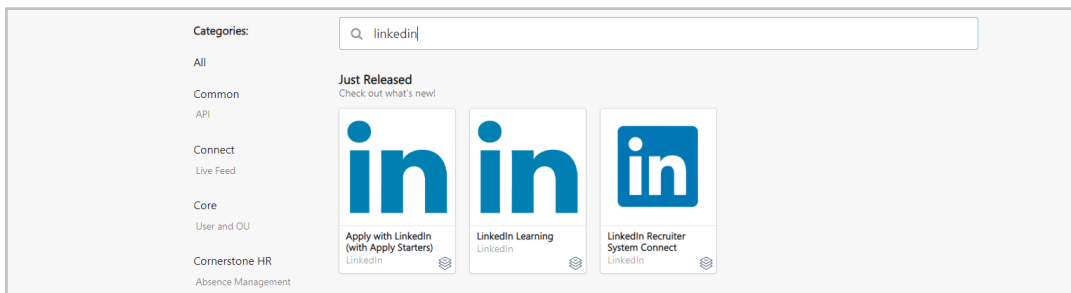 Categories:
All
Common
API
Connect
Live Feed
Core
User and OU
Cornerstone HR
Absence Management
linkedin
Just Released
Check out what's new!
in
Apply with LinkedIn
(with Apply Starters)
LinkedIn
in
LinkedIn Learning
LinkedIn
in
LinkedIn Recruiter
System Connect
LinkedIn